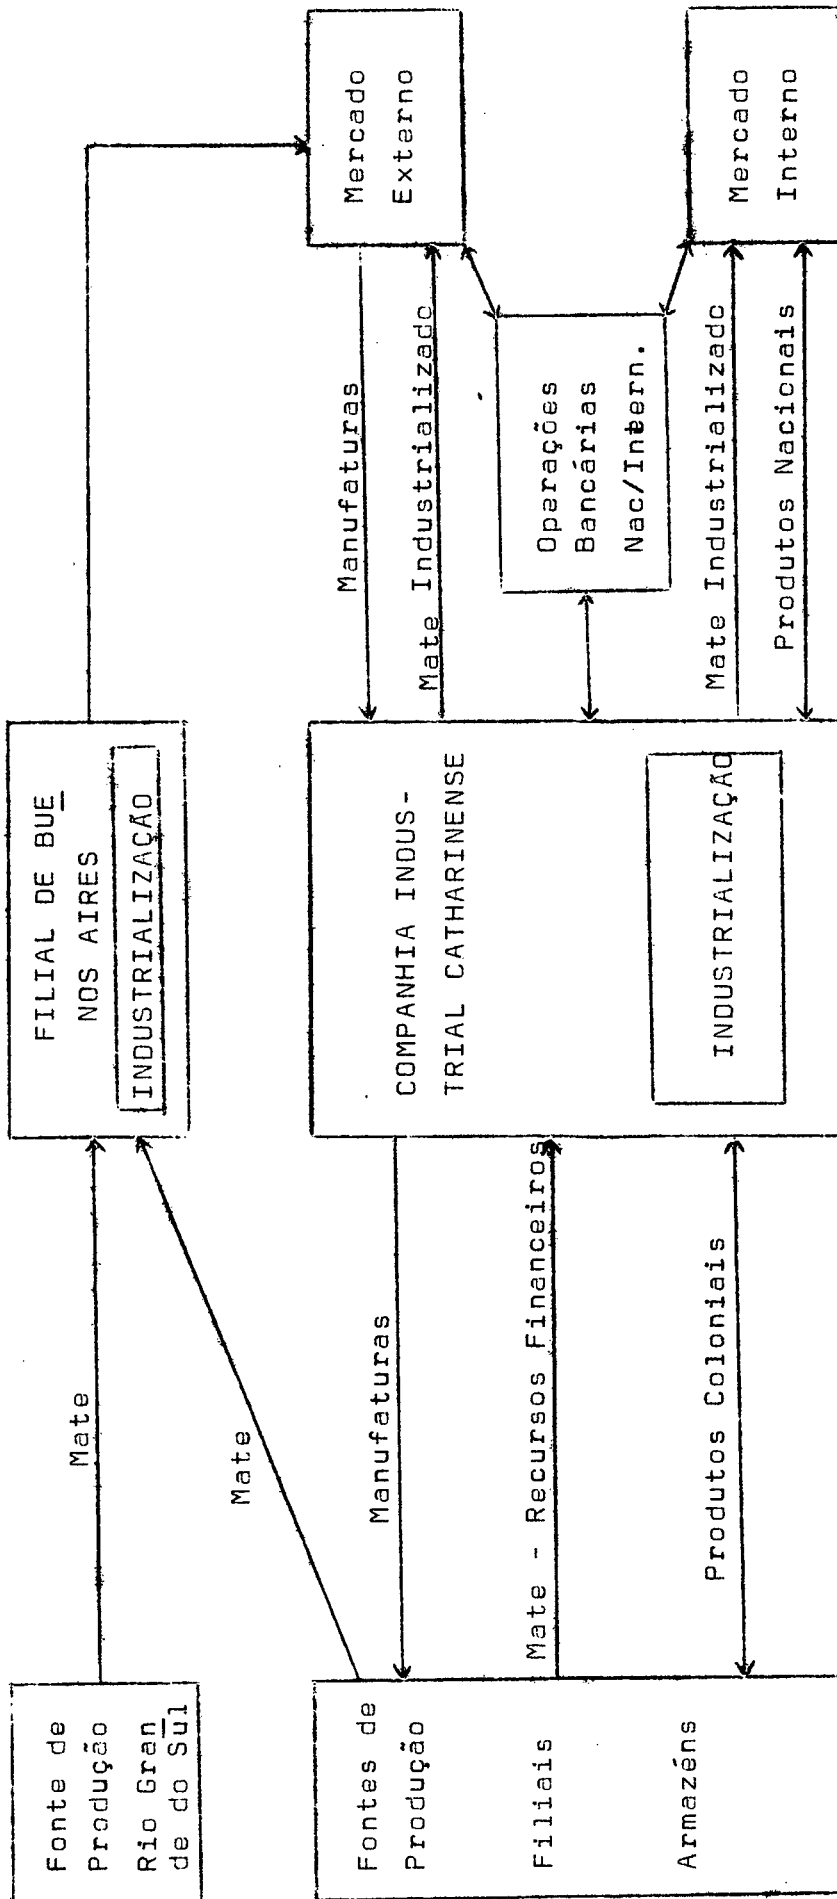 Fonte de
Produção
Rio Gran
de do Sul
Mate
FILIAL DE BUE
NOS AIRES
INDUSTRIALIZAÇÃO
Mate
Fontes de
Produção
Filiais
Armazéns
Manufaturas
Mate - Recursos Financeiros
Produtos Coloniais
COMPANHIA INDUS-
TRIAL CATHARINENSE
INDUSTRIALIZAÇÃO
Manufaturas
Mate Industrializado
Operações
Bancárias
Nac/Intern.
Mate Industrializado
Produtos Nacionais
Mercado
Externo
Mercado
Interno